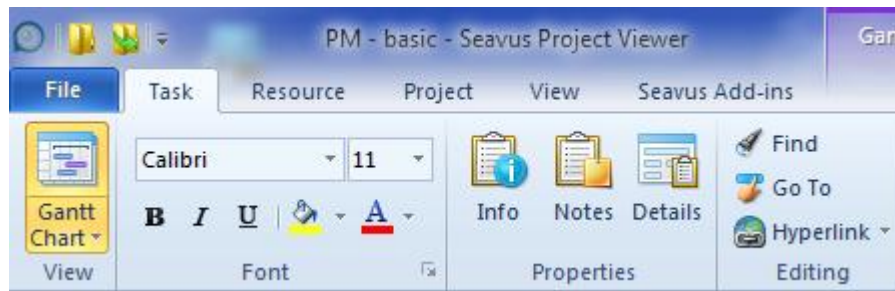 PM - basic - Seavus Project Viewer
Gar
File Task Resource Project View Seavus Add-ins
Calibri 11
Find
Go To
Gantt Chart
B I U A
Info Notes Details
Hyperlink
View Font Properties Editing